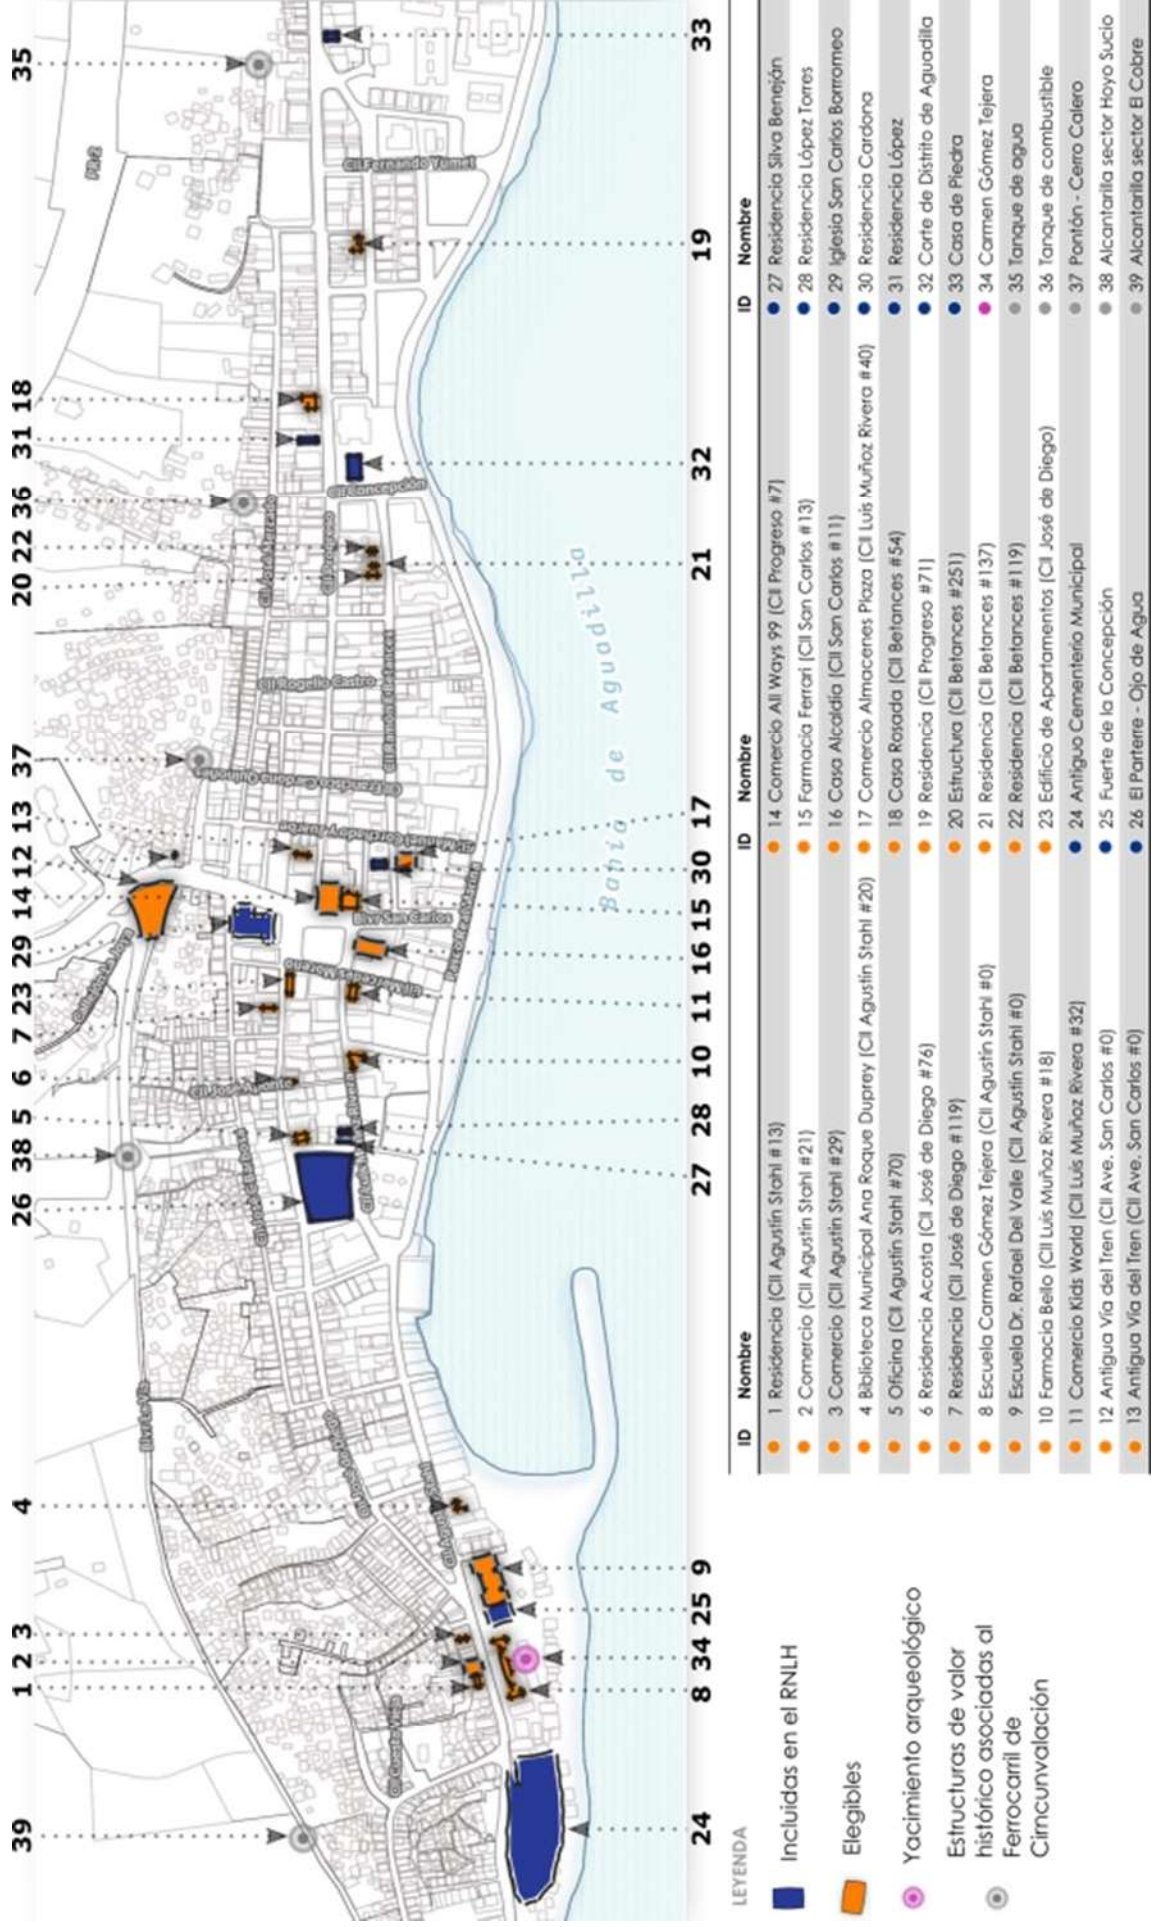 39
1
2
3
4
26
38
5
6
7
23
29
14
12
13
37
20
22
36
31
18
35
PR2
Cll Fernando Yumet
Cll Concepción
Cll Progreso
Cll Rogelio Castro
Blvr San Carlos
Cll Mercedes Moreno
Cll Cuesta Vieja
Bahía de Aguadilla
24
8
34
25
9
27
28
10
11
16
15
30
17
21
32
19
33
LEYENDA
Incluidas en el RNLH
Elegibles
Yacimiento arqueológico
Estructuras de valor
histórico asociadas al
Ferrocarril de
Cirncunvalación
ID Nombre
1 Residencia (Cll Agustín Stahl #13)
2 Comercio (Cll Agustín Stahl #21)
3 Comercio (Cll Agustín Stahl #29)
4 Biblioteca Municipal Ana Roque Duprey (Cll Agustín Stahl #20)
5 Oficina (Cll Agustín Stahl #70)
6 Residencia Acosta (Cll José de Diego #76)
7 Residencia (Cll José de Diego #119)
8 Escuela Carmen Gómez Tejera (Cll Agustín Stahl #0)
9 Escuela Dr. Rafael Del Valle (Cll Agustín Stahl #0)
10 Farmacia Bello (Cll Luis Muñoz Rivera #18)
11 Comercio Kids World (Cll Luis Muñoz Rivera #32)
12 Antigua Vía del Tren (Cll Ave. San Carlos #0)
13 Antigua Vía del Tren (Cll Ave. San Carlos #0)
ID Nombre
14 Comercio All Ways 99 (Cll Progreso #7)
15 Farmacia Ferrari (Cll San Carlos #13)
16 Casa Alcaldía (Cll San Carlos #11)
17 Comercio Almacenes Plaza (Cll Luis Muñoz Rivera #40)
18 Casa Rosada (Cll Betances #54)
19 Residencia (Cll Progreso #71)
20 Estructura (Cll Betances #251)
21 Residencia (Cll Betances #137)
22 Residencia (Cll Betances #119)
23 Edificio de Apartamentos (Cll José de Diego)
24 Antiguo Cementerio Municipal
25 Fuerte de la Concepción
26 El Parterre - Ojo de Agua
ID Nombre
27 Residencia Silva Benejón
28 Residencia López Torres
29 Iglesia San Carlos Borrromeo
30 Residencia Cardona
31 Residencia López
32 Corte de Distrito de Aguadilla
33 Casa de Piedra
34 Carmen Gómez Tejera
35 Tanque de agua
36 Tanque de combustible
37 Pontón - Cerro Calero
38 Alcantarilla sector Hoyo Sucio
39 Alcantarilla sector El Cobre